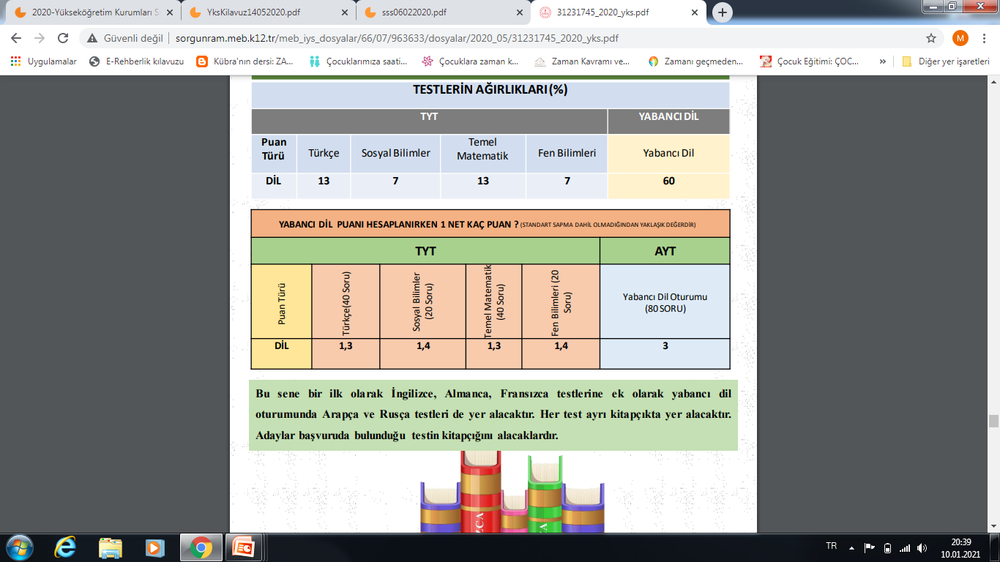 2020-Yükseköğretim Kurumları S
YksKilavuz14052020.pdf
sss06022020.pdf
31231745_2020_yks.pdf
Güvenli değil
sorgunram.meb.k12.tr/meb_iys_dosyalar/66/07/963633/dosyalar/2020_05/31231745_2020_yks.pdf
M
Uygulamalar
E-Rehberlik kılavuzu
Kübra'nın dersi: ZA...
Çocuklarımıza saati...
Çocuklara zaman k...
Zaman Kavramı ve...
Zamanı geçmeden...
Çocuk Eğitimi: ÇOC...
»
Diğer yer işaretleri
TESTLERİN AĞIRLIKLARI (%)
TYT YABANCI DİL
Puan Türü Türkçe Sosyal Bilimler Temel Matematik Fen Bilimleri Yabancı Dil
DİL 13 7 13 7 60
YABANCI DİL PUANI HESAPLANIRKEN 1 NET KAÇ PUAN ? (STANDART SAPMA DAHİL OLMADIĞINDAN YAKLAŞIK DEĞERDİR)
TYT AYT
Puan Türü
Türkçe(40 Soru)
Sosyal Bilimler
(20 Soru)
Temel Matematik
(40 Soru)
Fen Bilimleri (20
Soru)
Yabancı Dil Oturumu
(80 SORU)
DİL 1,3 1,4 1,3 1,4 3
Bu sene bir ilk olarak İngilizce, Almanca, Fransızca testlerine ek olarak yabancı dil
oturumunda Arapça ve Rusça testleri de yer alacaktır. Her test ayrı kitapçıkta yer alacaktır.
Adaylar başvuruda bulunduğu testin kitapçığını alacaklardır.
ZCA
TR
20:39
10.01.2021